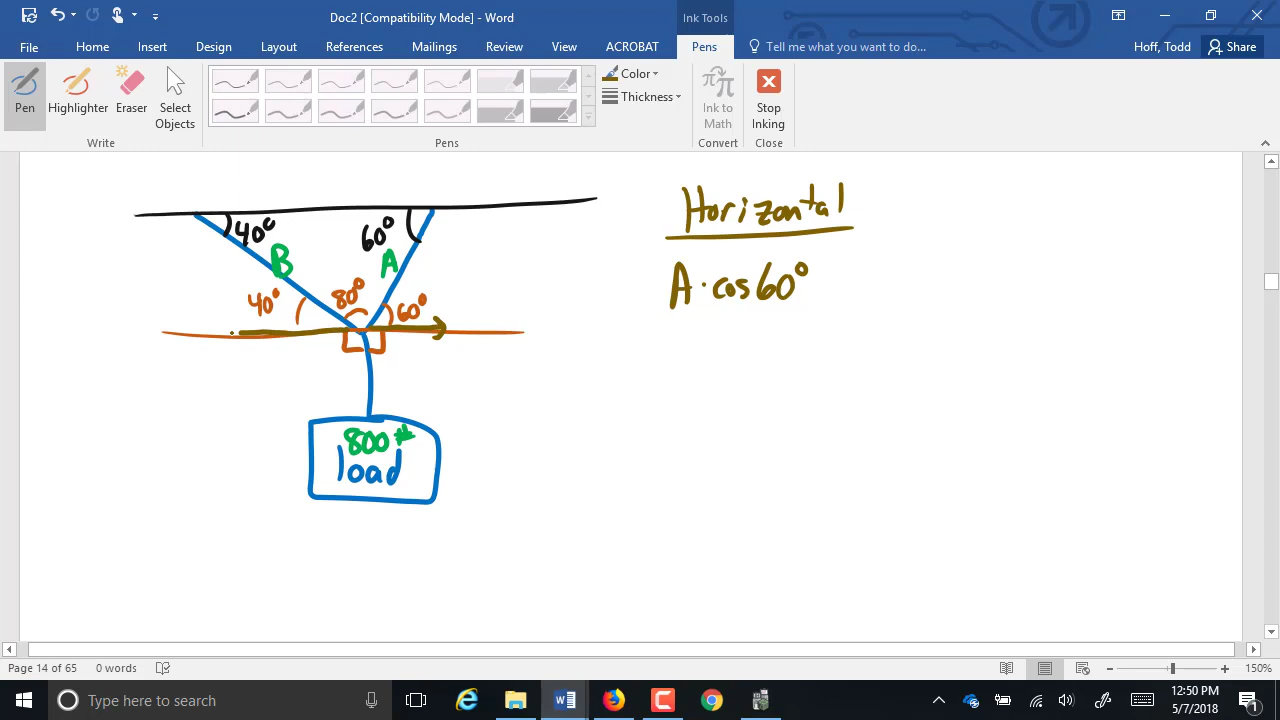 Doc2 [Compatibility Mode] - Word
Ink Tools
File Home Insert Design Layout References Mailings Review View ACROBAT Pens Tell me what you want to do... Hoff, Todd Share
Pen Highlighter Eraser Select Objects
Color
Thickness
Ink to Math
Stop Inking
Write Pens Convert Close
Horizontal
A·cos60°
40° 60°
B A
40° 80° 60°
800#
load
Page 14 of 65 0 words 150%
Type here to search
12:50 PM
5/7/2018
1